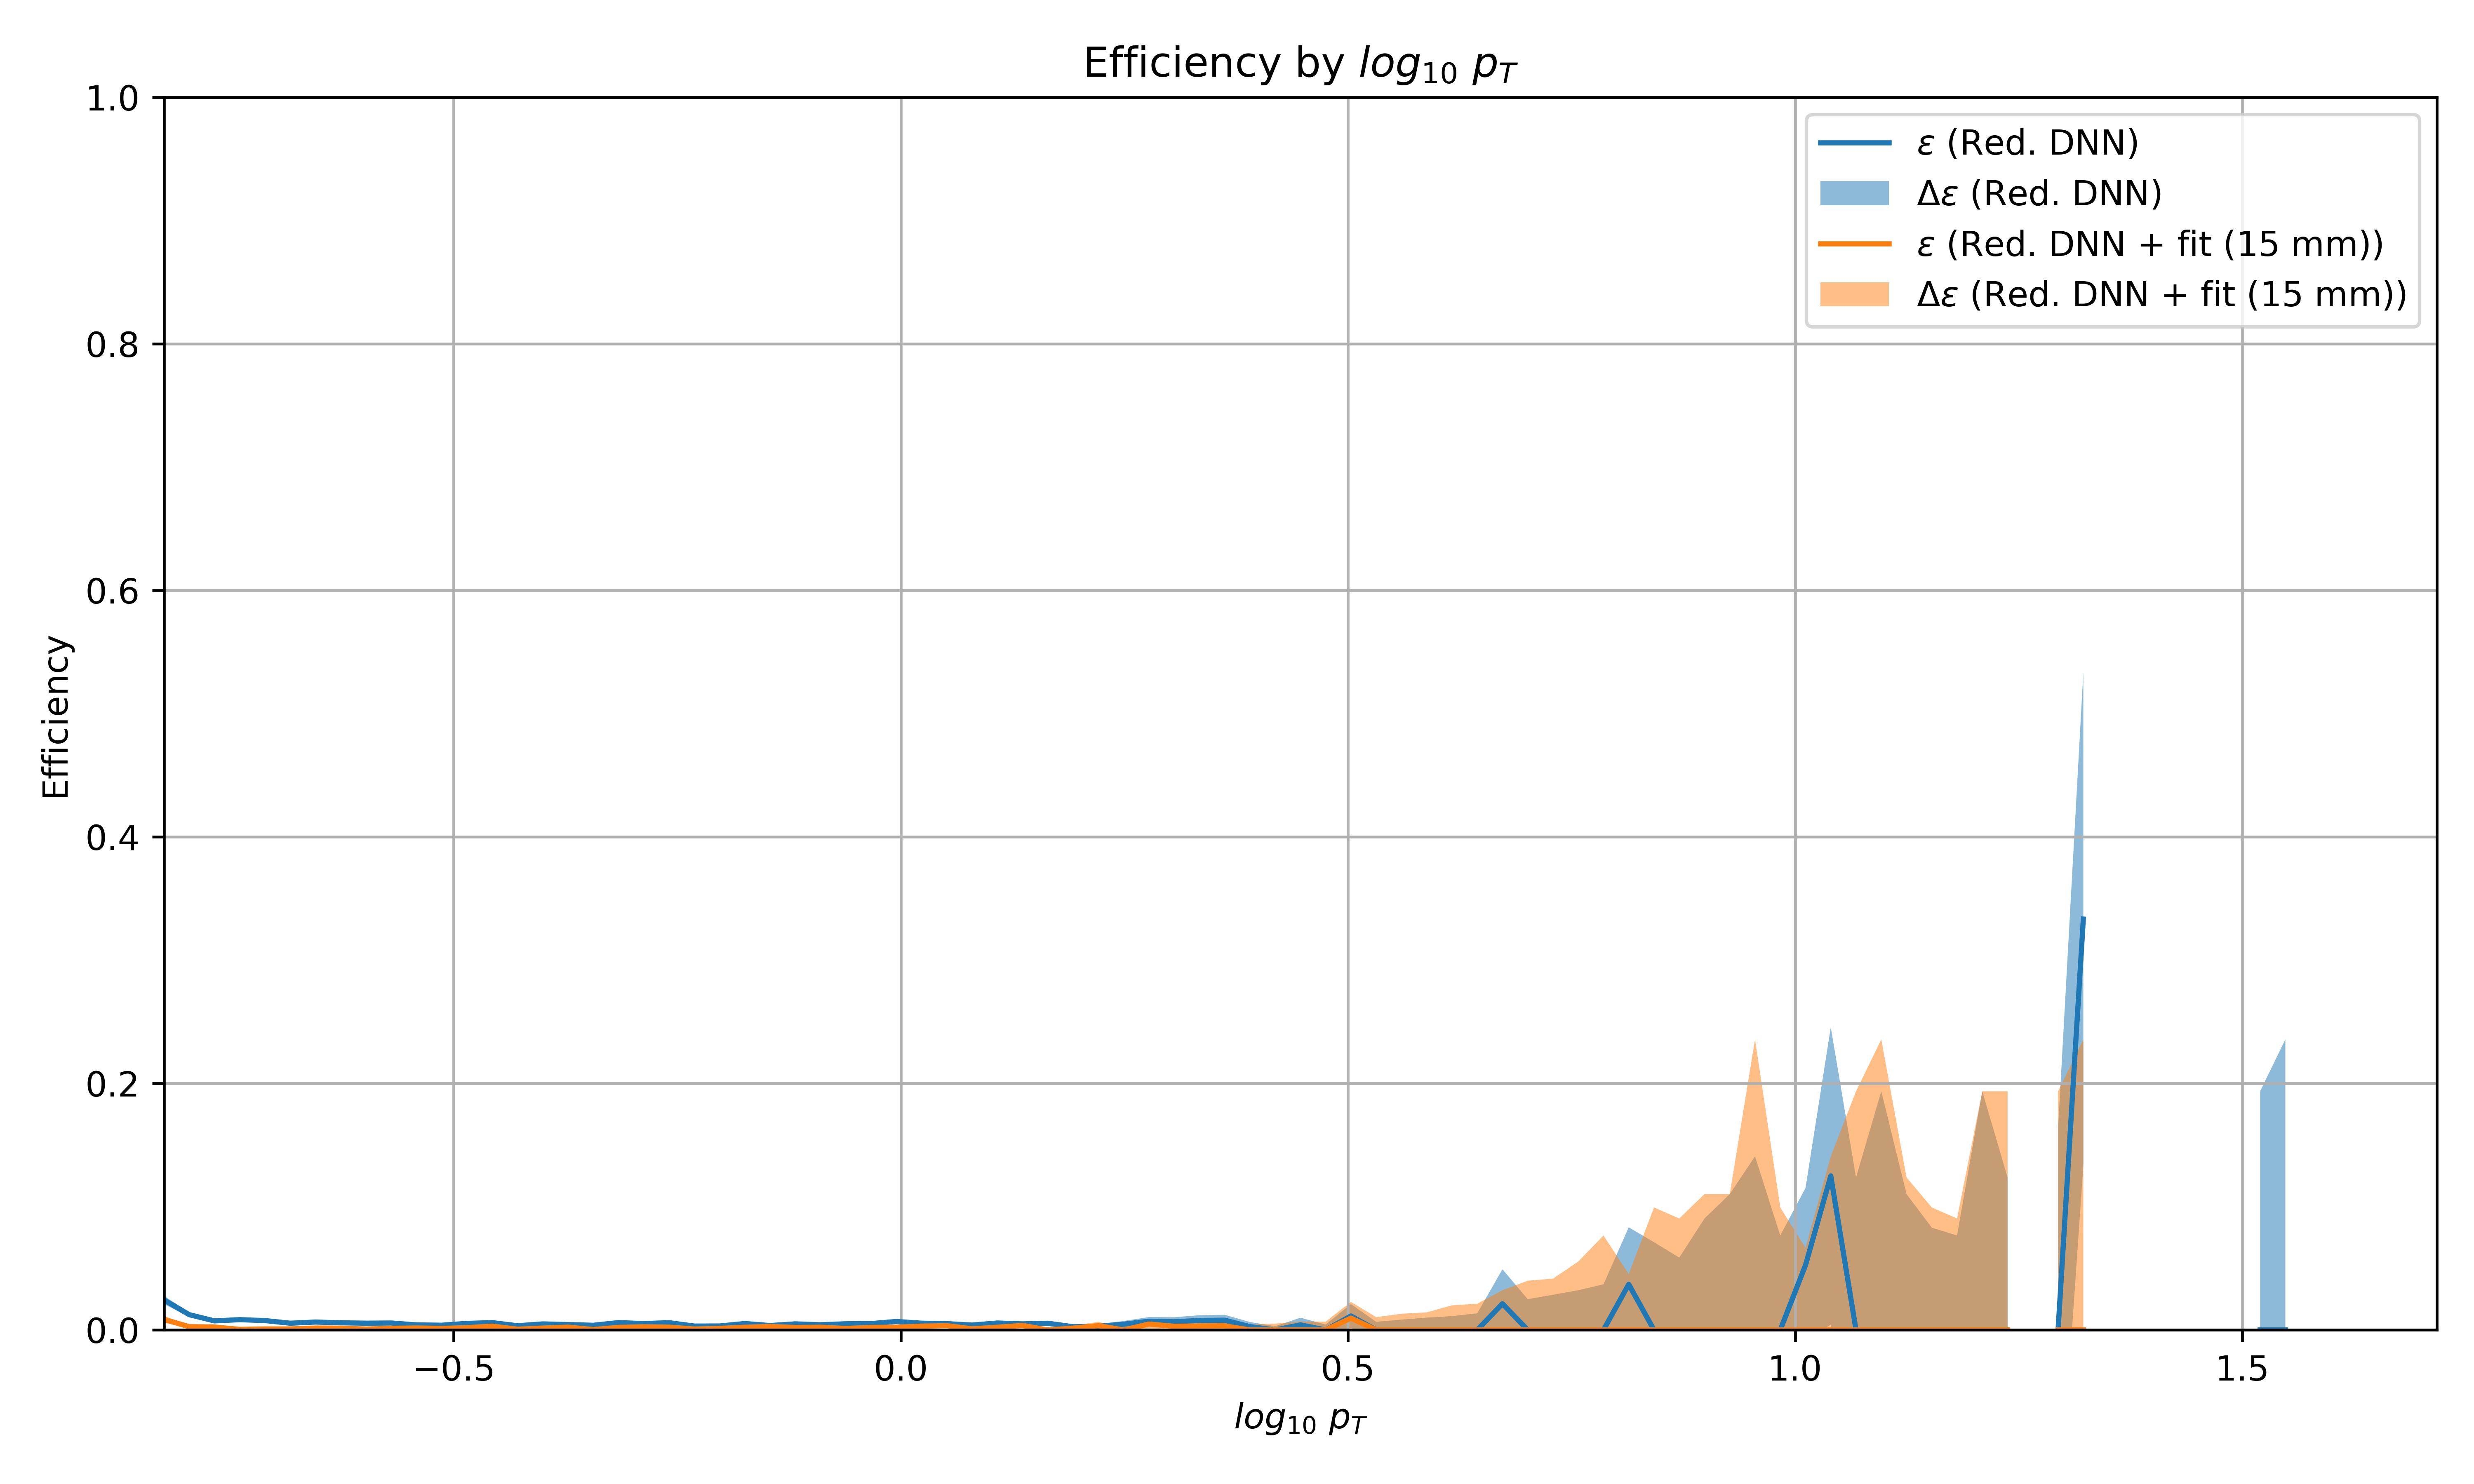 Efficiency by log₁₀ p_T
1.0
0.8
0.6
0.4
0.2
0.0
Efficiency
ε (Red. DNN)
Δε (Red. DNN)
ε (Red. DNN + fit (15 mm))
Δε (Red. DNN + fit (15 mm))
−0.5 0.0 0.5 1.0 1.5
log₁₀ p_T